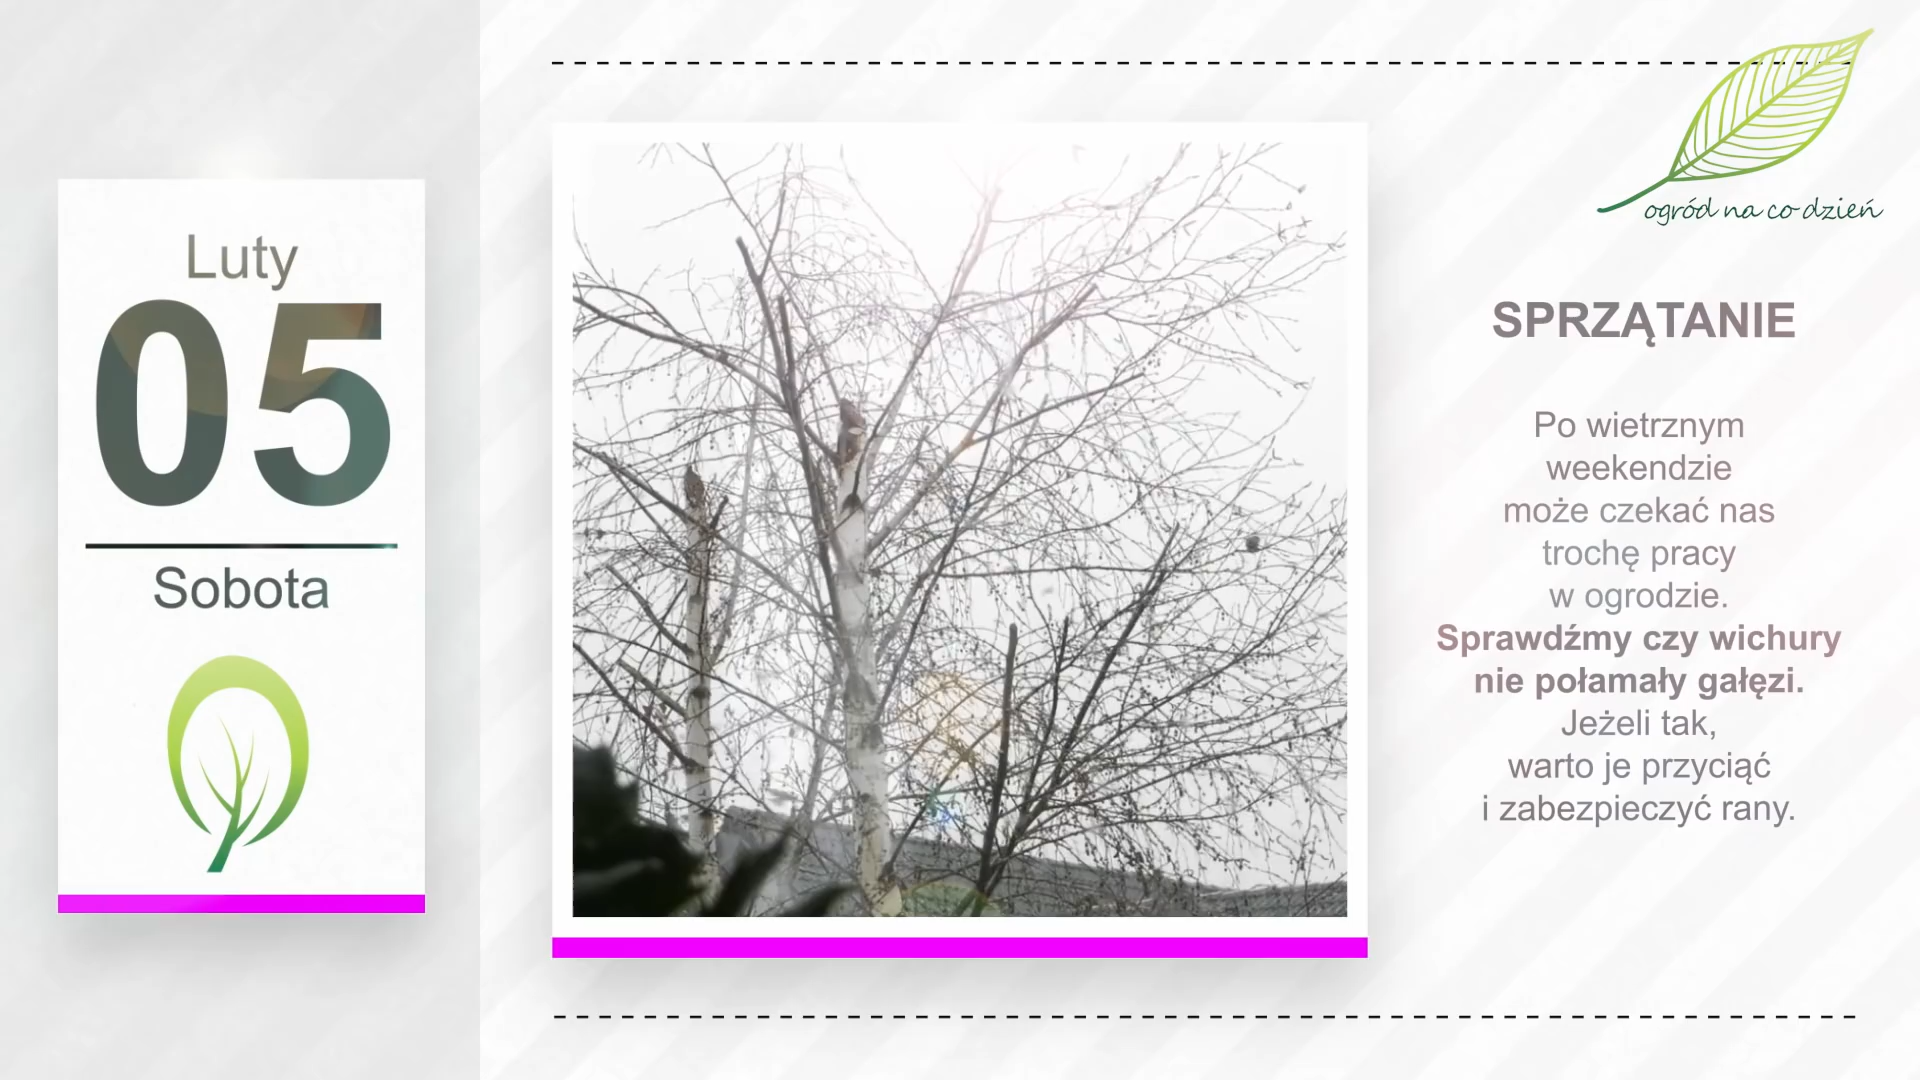 Luty
05
Sobota
ogród na co dzień
SPRZĄTANIE
Po wietrznym
weekendzie
może czekać nas
trochę pracy
w ogrodzie.
Sprawdźmy czy wichury
nie połamały gałęzi.
Jeżeli tak,
warto je przyciąć
i zabezpieczyć rany.